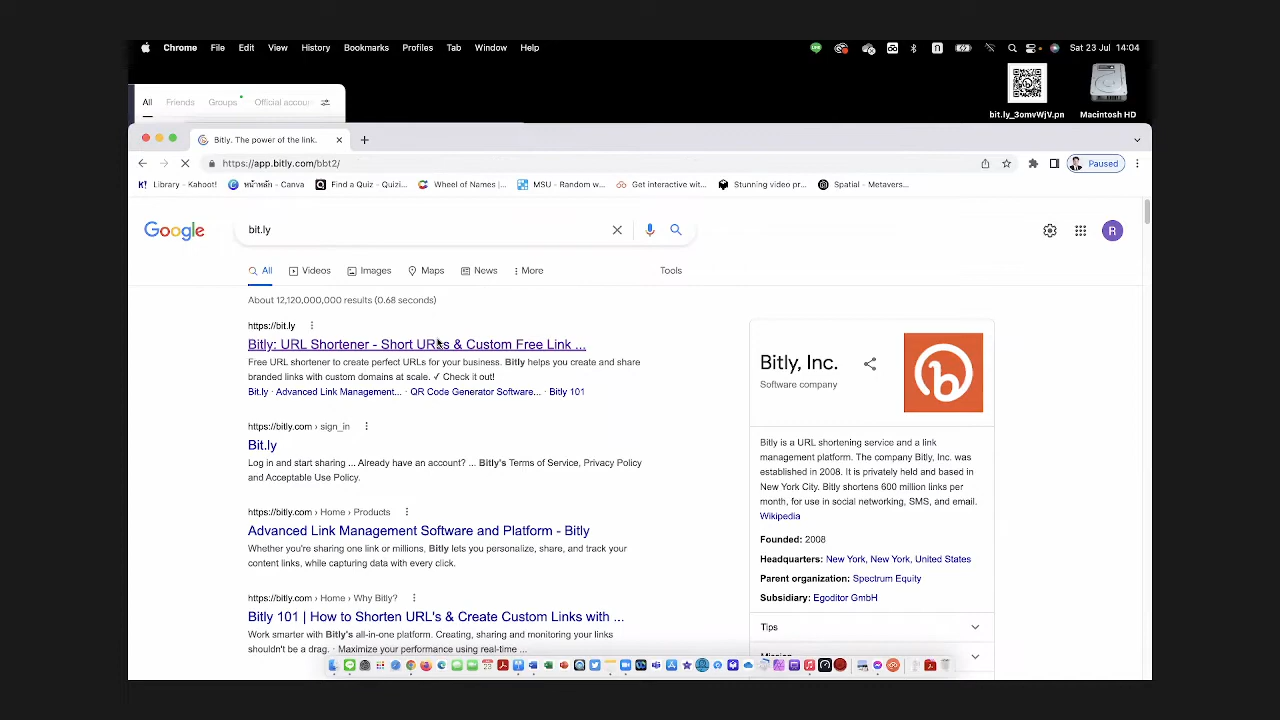 Chrome File Edit View History Bookmarks Profiles Tab Window Help
Sat 23 Jul 14:04
bit.ly_3omvWjV.pn
Macintosh HD
All Friends Groups Official accoun
Bitly. The power of the link.
https://app.bitly.com/bbt2/
Paused
K! Library - Kahoot! หน้าหลัก - Canva Find a Quiz - Quizi... Wheel of Names |... MSU - Random w... Get interactive wit... Stunning video pr... Spatial - Metavers...
Google
bit.ly
R
All Videos Images Maps News More Tools
About 12,120,000,000 results (0.68 seconds)
https://bit.ly
Bitly: URL Shortener - Short URLs & Custom Free Link ...
Free URL shortener to create perfect URLs for your business. Bitly helps you create and share
branded links with custom domains at scale. ✓ Check it out!
Bit.ly · Advanced Link Management... · QR Code Generator Software... · Bitly 101
https://bitly.com › sign_in
Bit.ly
Log in and start sharing ... Already have an account? ... Bitly's Terms of Service, Privacy Policy
and Acceptable Use Policy.
https://bitly.com › Home › Products
Advanced Link Management Software and Platform - Bitly
Whether you're sharing one link or millions, Bitly lets you personalize, share, and track your
content links, while capturing data with every click.
https://bitly.com › Home › Why Bitly?
Bitly 101 | How to Shorten URL's & Create Custom Links with ...
Work smarter with Bitly's all-in-one platform. Creating, sharing and monitoring your links
shouldn't be a drag. · Maximize your performance using real-time ...
Bitly, Inc.
Software company
Bitly is a URL shortening service and a link
management platform. The company Bitly, Inc. was
established in 2008. It is privately held and based in
New York City. Bitly shortens 600 million links per
month, for use in social networking, SMS, and email.
Wikipedia
Founded: 2008
Headquarters: New York, New York, United States
Parent organization: Spectrum Equity
Subsidiary: Egoditor GmbH
Tips